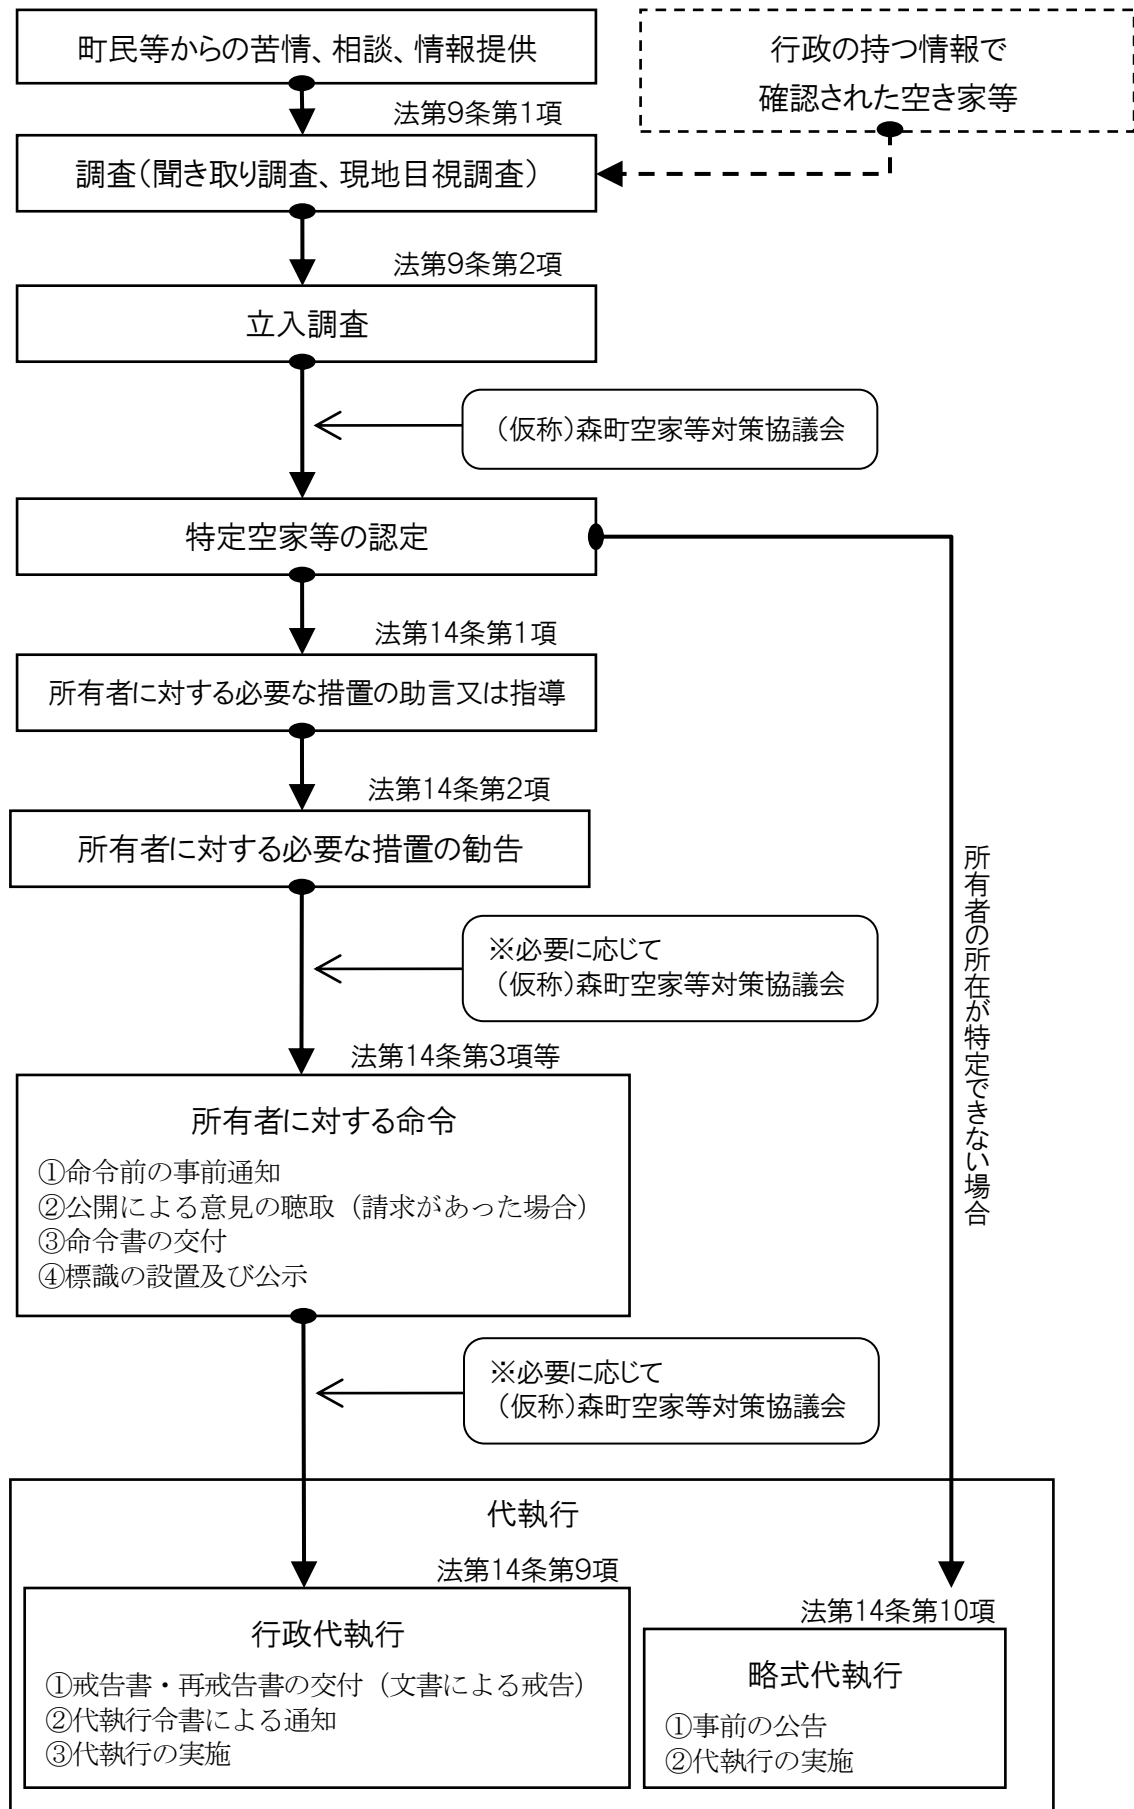 町民等からの苦情、相談、情報提供
行政の持つ情報で
確認された空き家等
法第9条第1項
調査(聞き取り調査、現地目視調査)
法第9条第2項
立入調査
(仮称)森町空家等対策協議会
特定空家等の認定
法第14条第1項
所有者に対する必要な措置の助言又は指導
法第14条第2項
所有者に対する必要な措置の勧告
所有者の所在が特定できない場合
※必要に応じて
(仮称)森町空家等対策協議会
法第14条第3項等
所有者に対する命令
①命令前の事前通知
②公開による意見の聴取(請求があった場合)
③命令書の交付
④標識の設置及び公示
※必要に応じて
(仮称)森町空家等対策協議会
代執行
法第14条第9項
行政代執行
①戒告書・再戒告書の交付(文書による戒告)
②代執行令書による通知
③代執行の実施
法第14条第10項
略式代執行
①事前の公告
②代執行の実施